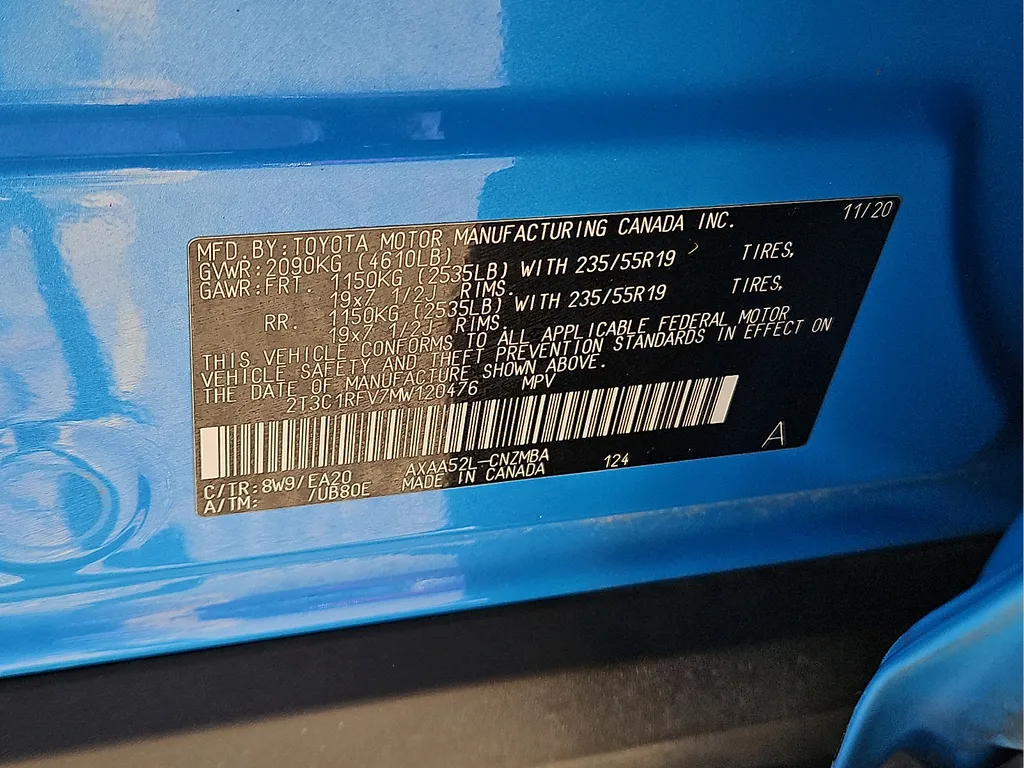 11/20
MFD.BY:TOYOTA MOTOR MANUFACTURING CANADA INC.
GVWR:2090KG (4610LB)
GAWR:FRT. 1150KG (2535LB) WITH 235/55R19 TIRES,
19x7 1/2J RIMS.
RR. 1150KG (2535LB) WITH 235/55R19 TIRES,
19x7 1/2J RIMS.
THIS VEHICLE CONFORMS TO ALL APPLICABLE FEDERAL MOTOR
VEHICLE SAFETY AND THEFT PREVENTION STANDARDS IN EFFECT ON
THE DATE OF MANUFACTURE SHOWN ABOVE.
2T3C1RFV7MW120476 MPV
A
C/TR:8W9/EA20 AXAA52L-CNZMBA 124
A/TM: /UB80E MADE IN CANADA